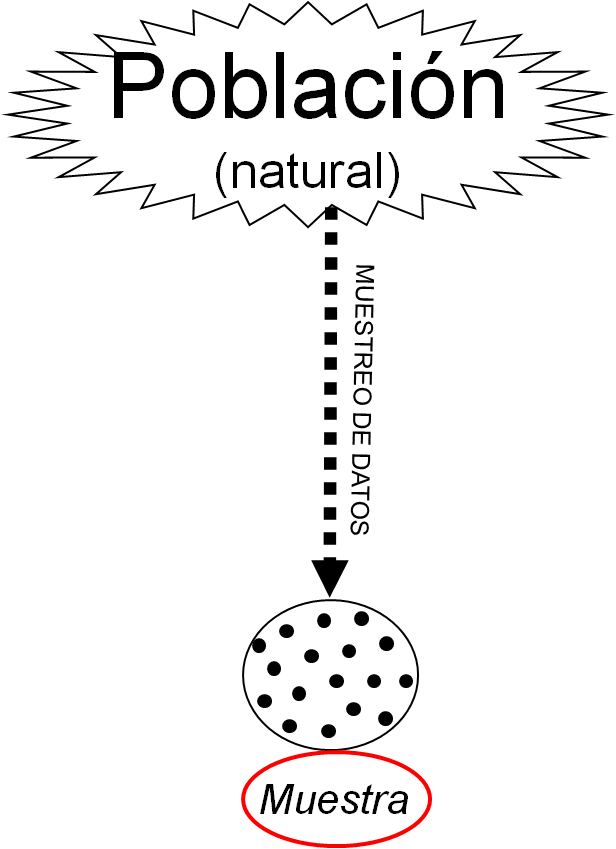 Población
(natural)
MUESTREO DE DATOS
Muestra